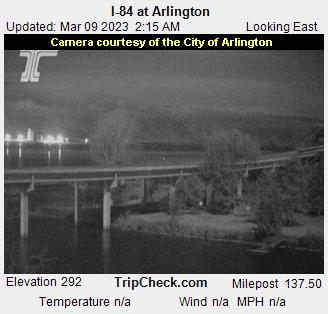 I-84 at Arlington
Updated: Mar 09 2023 2:15 AM Looking East
Camera courtesy of the City of Arlington
Elevation 292 TripCheck.com Milepost 137.50
Temperature n/a Wind n/a MPH n/a